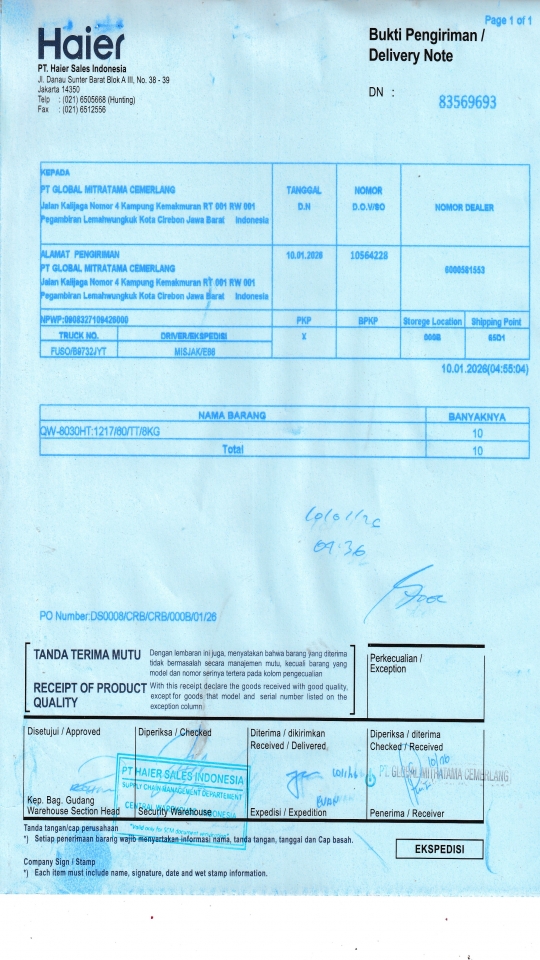 Page 1 of 1
Haier
Bukti Pengiriman /
Delivery Note
PT. Haier Sales Indonesia
Jl. Danau Sunter Barat Blok A III, No. 38 - 39
Jakarta 14350
Telp : (021) 6505668 (Hunting)
Fax : (021) 6512556
DN :
83569693
KEPADA
PT GLOBAL MITRATAMA CEMERLANG
Jalan Kalijaga Nomor 4 Kampung Kemakmuran RT 001 RW 001
Pegambiran Lemahwungkuk Kota Cirebon Jawa Barat Indonesia
TANGGAL
D.N
NOMOR
D.O.V/SO
NOMOR DEALER
ALAMAT PENGIRIMAN
PT GLOBAL MITRATAMA CEMERLANG
Jalan Kalijaga Nomor 4 Kampung Kemakmuran RT 001 RW 001
Pegambiran Lemahwungkuk Kota Cirebon Jawa Barat Indonesia
10.01.2026
10564228
6000581553
NPWP:0908327109426000
PKP
BPKP
Storege Location
Shipping Point
TRUCK NO.
DRIVER/EKSPEDISI
X
000B
65D1
FUSO/B9732JYT
MISJAK/E86
10.01.2026(04:55:04)
NAMA BARANG
BANYAKNYA
QW-8030HT:1217/80/TT/8KG
10
Total
10
09:36
PO Number:DS0008/CRB/CRB/000B/01/26
TANDA TERIMA MUTU
Dengan lembaran ini juga, menyatakan bahwa barang yang diterima
tidak bermasalah secara manajemen mutu, kecuali barang yang
model dan nomor serinya tertera pada kolom pengecualian
RECEIPT OF PRODUCT
QUALITY
With this receipt declare the goods received with good quality,
except for goods that model and serial number listed on the
exception column
Perkecualian /
Exception
Disetujui / Approved
Diperiksa / Checked
Diterima / dikirimkan
Received / Delivered
Diperiksa / diterima
Checked / Received
PT HAIER SALES INDONESIA
SUPPLY CHAIN MANAGEMENT DEPARTEMENT
PT GLOBAL MITRATAMA CEMERLANG
Kep. Bag. Gudang
Warehouse Section Head
Security Warehouse
Expedisi / Expedition
Penerima / Receiver
Tanda tangan/cap perusahaan
*) Setiap penerimaan barang wajib menyertakan informasi nama, tanda tangan, tanggal dan Cap basah.
EKSPEDISI
Company Sign / Stamp
*) Each item must include name, signature, date and wet stamp information.